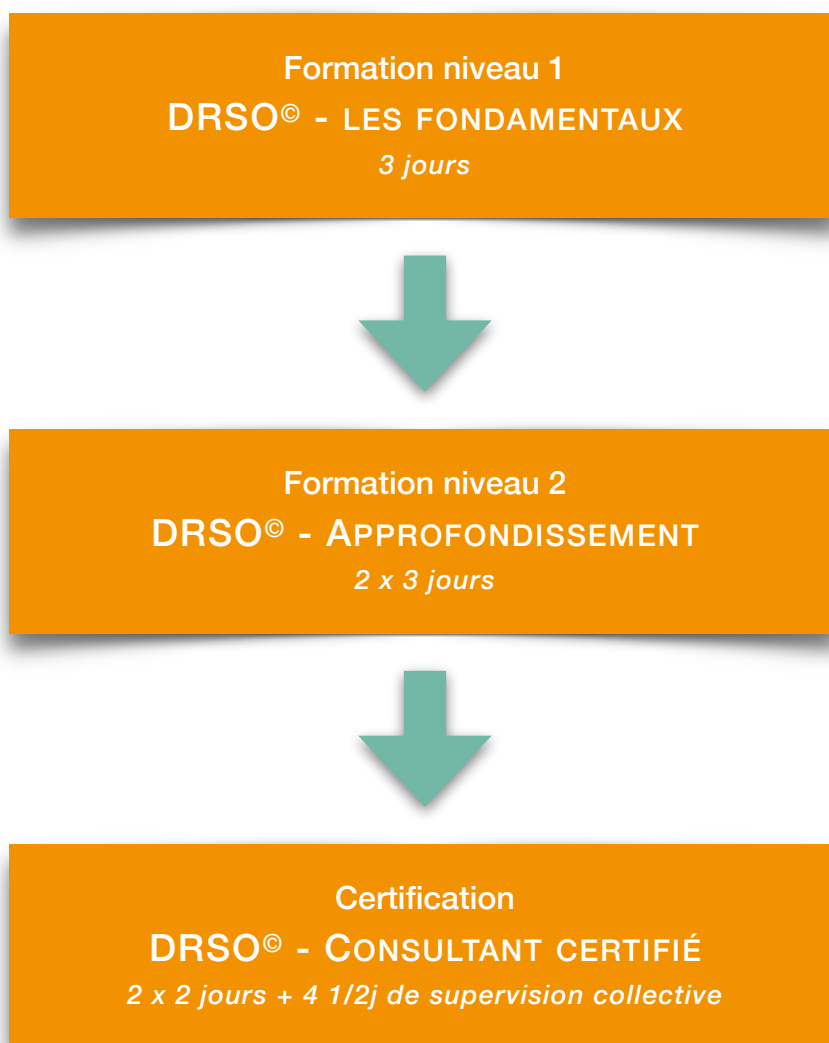 Formation niveau 1
DRSO© - LES FONDAMENTAUX
3 jours
Formation niveau 2
DRSO© - APPROFONDISSEMENT
2 x 3 jours
Certification
DRSO© - CONSULTANT CERTIFIÉ
2 x 2 jours + 4 1/2j de supervision collective